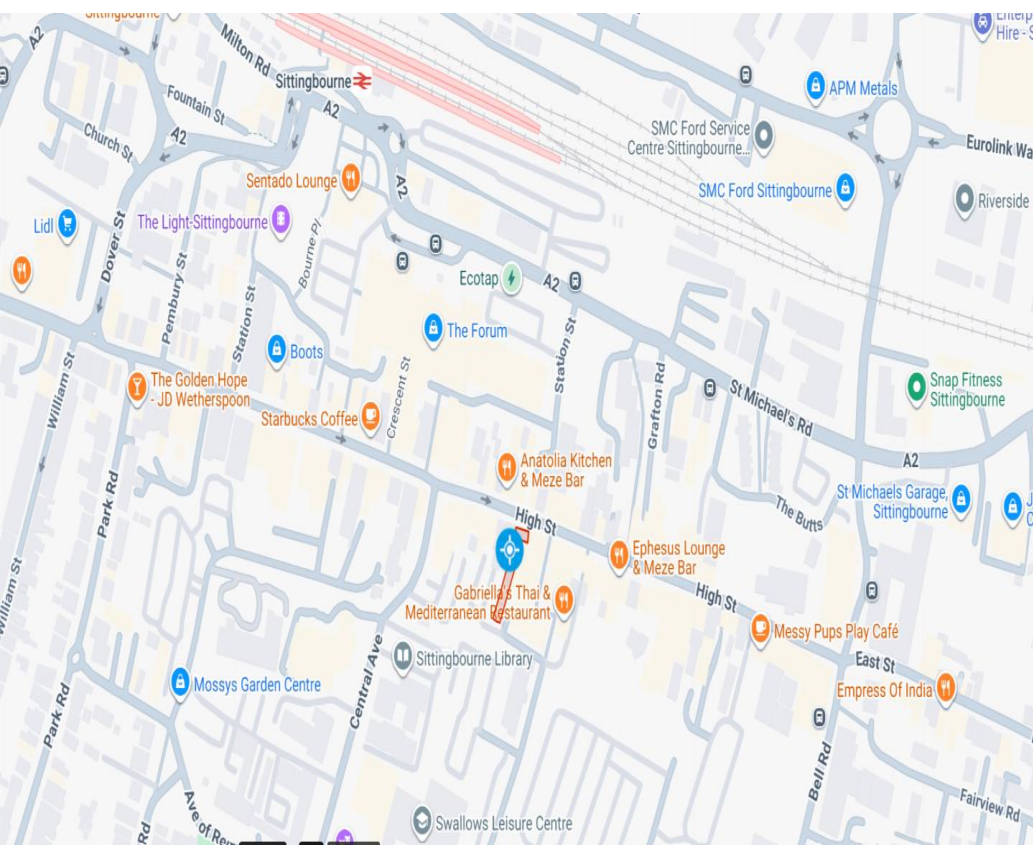 Sittingbourne
A2
Milton Rd
Enterp
Hire - S
Sittingbourne
APM Metals
Fountain St
A2
SMC Ford Service
Centre Sittingbourne...
Church St
A2
Eurolink Wa
Sentado Lounge
A2
SMC Ford Sittingbourne
Riverside
Lidl
The Light-Sittingbourne
Dover St
Bourne Pl
Pembury St
Ecotap
A2
Station St
The Forum
Boots
Station St
William St
The Golden Hope
- JD Wetherspoon
Starbucks Coffee
Crescent St
Grafton Rd
St Michael's Rd
Snap Fitness
Sittingbourne
A2
Anatolia Kitchen
& Meze Bar
Park Rd
The Butts
St Michaels Garage,
Sittingbourne
J
High St
Ephesus Lounge
& Meze Bar
William St
Gabriella's Thai &
Mediterranean Restaurant
High St
Messy Pups Play Café
Sittingbourne Library
East St
Mossys Garden Centre
Central Ave
Empress Of India
Park Rd
Bell Rd
Fairview Rd
Ave of Rem
Swallows Leisure Centre
Rd